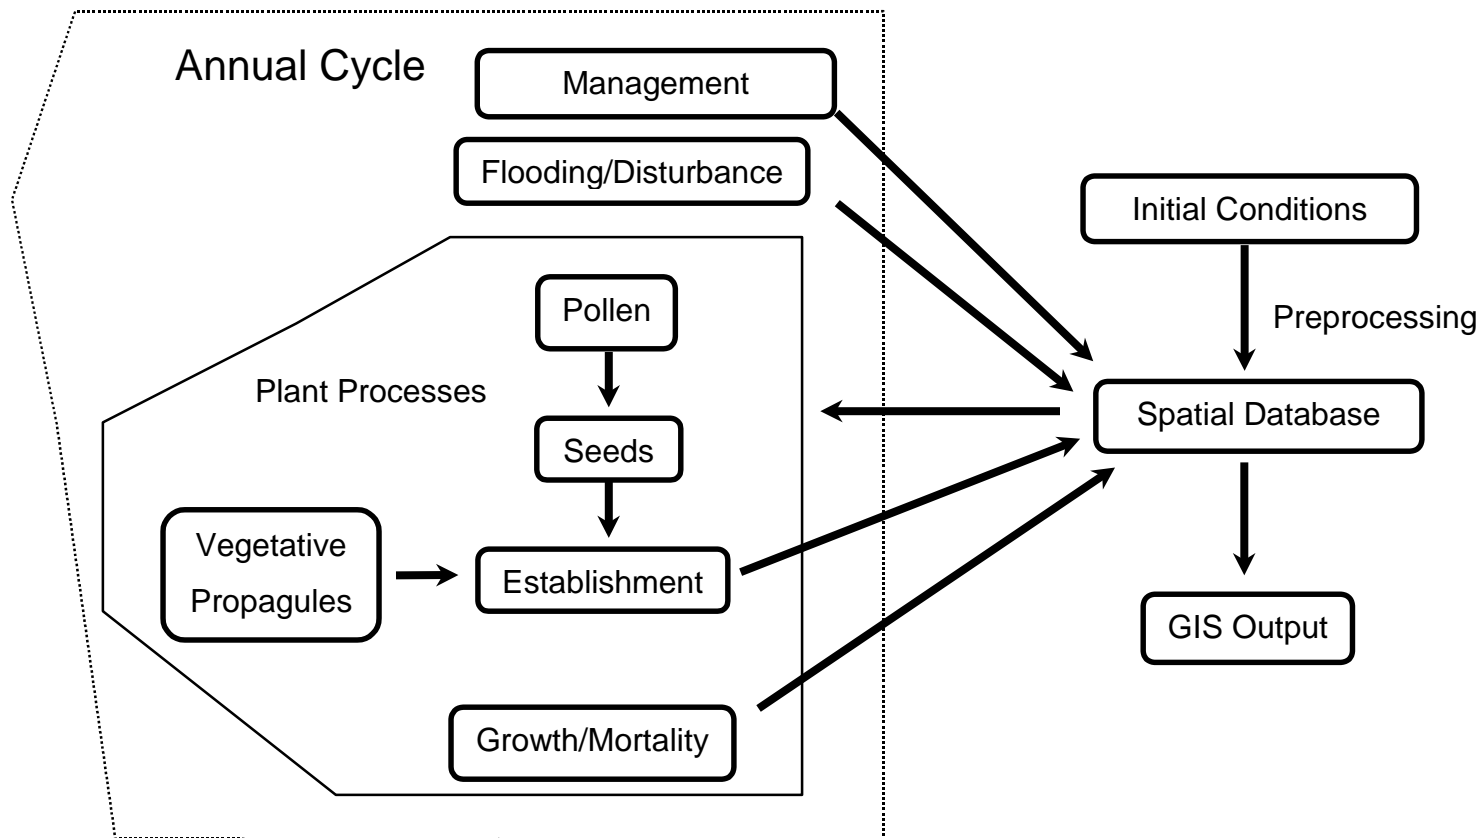 Annual Cycle
Management
Flooding/Disturbance
Initial Conditions
Pollen
Preprocessing
Plant Processes
Spatial Database
Seeds
Vegetative
Propagules
Establishment
GIS Output
Growth/Mortality